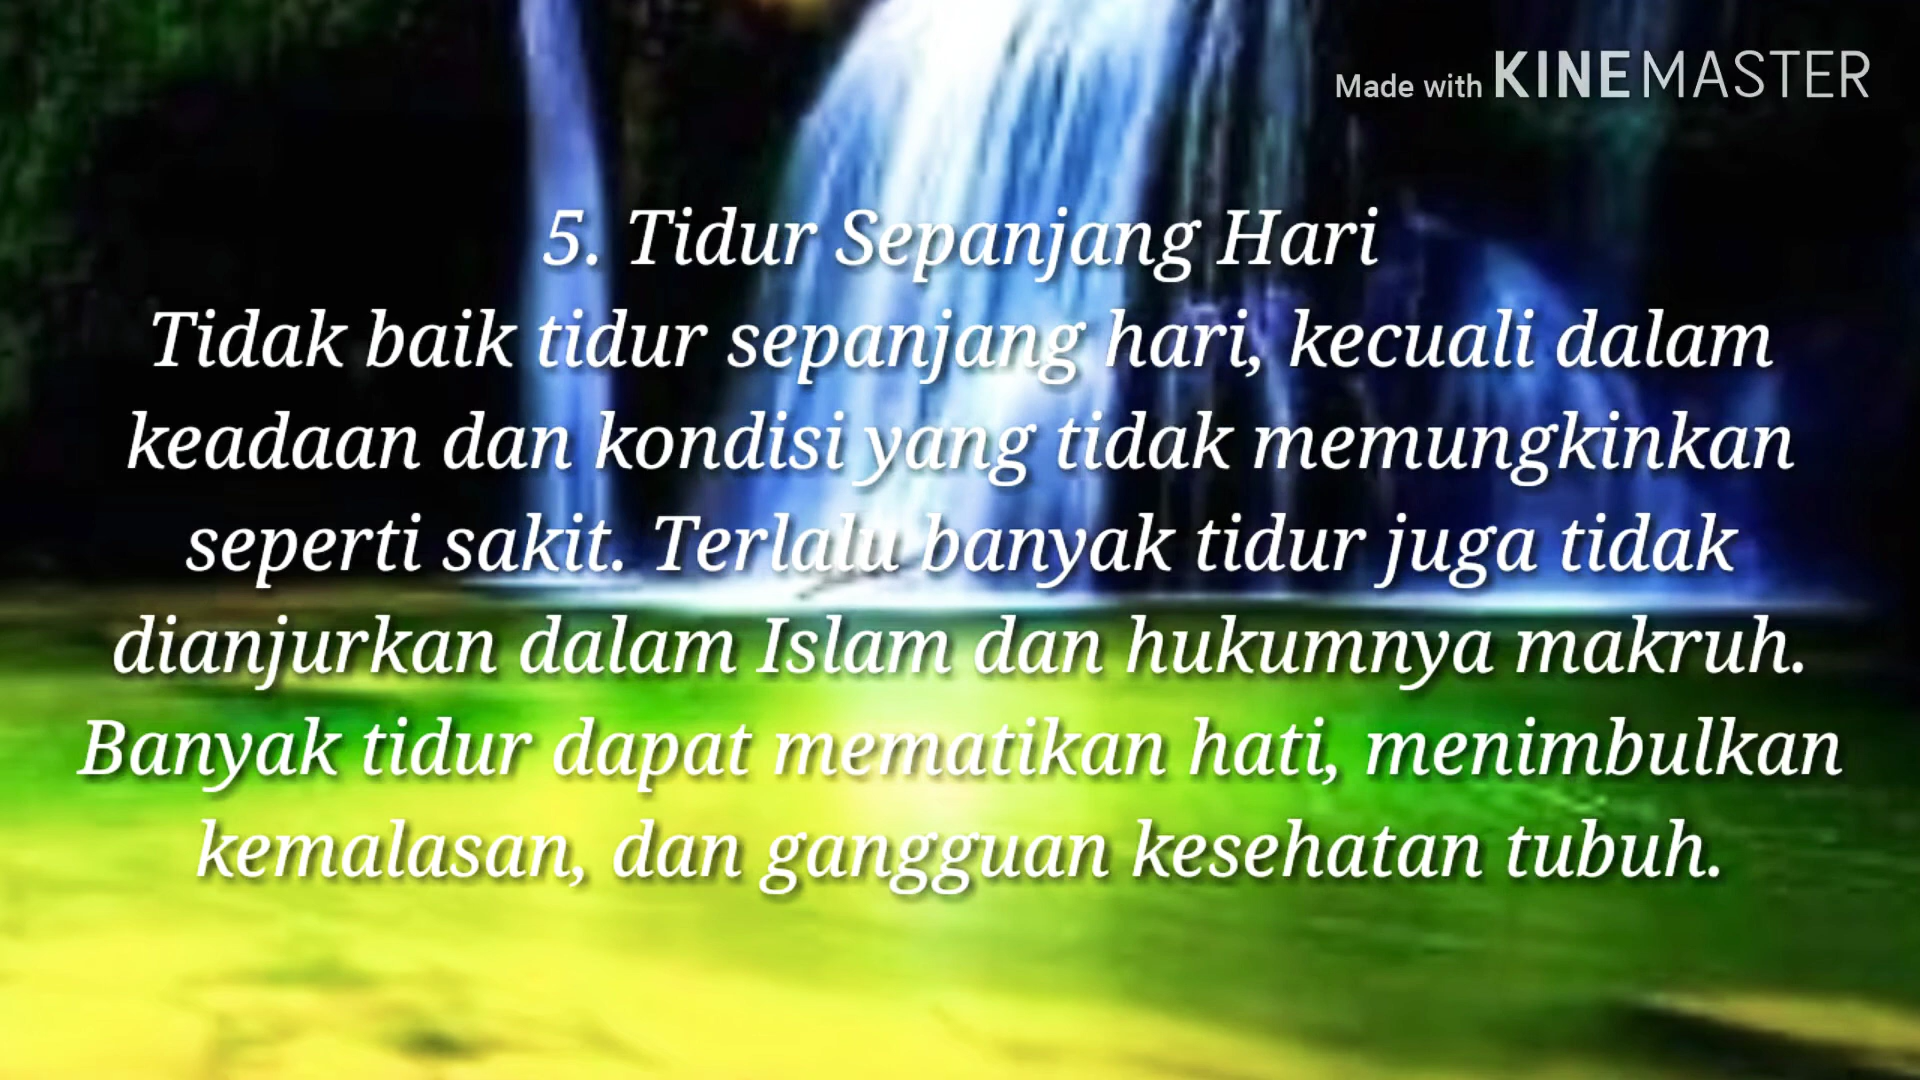 Made with KINEMASTER
5. Tidur Sepanjang Hari
Tidak baik tidur sepanjang hari, kecuali dalam
keadaan dan kondisi yang tidak memungkinkan
seperti sakit. Terlalu banyak tidur juga tidak
dianjurkan dalam Islam dan hukumnya makruh.
Banyak tidur dapat mematikan hati, menimbulkan
kemalasan, dan gangguan kesehatan tubuh.